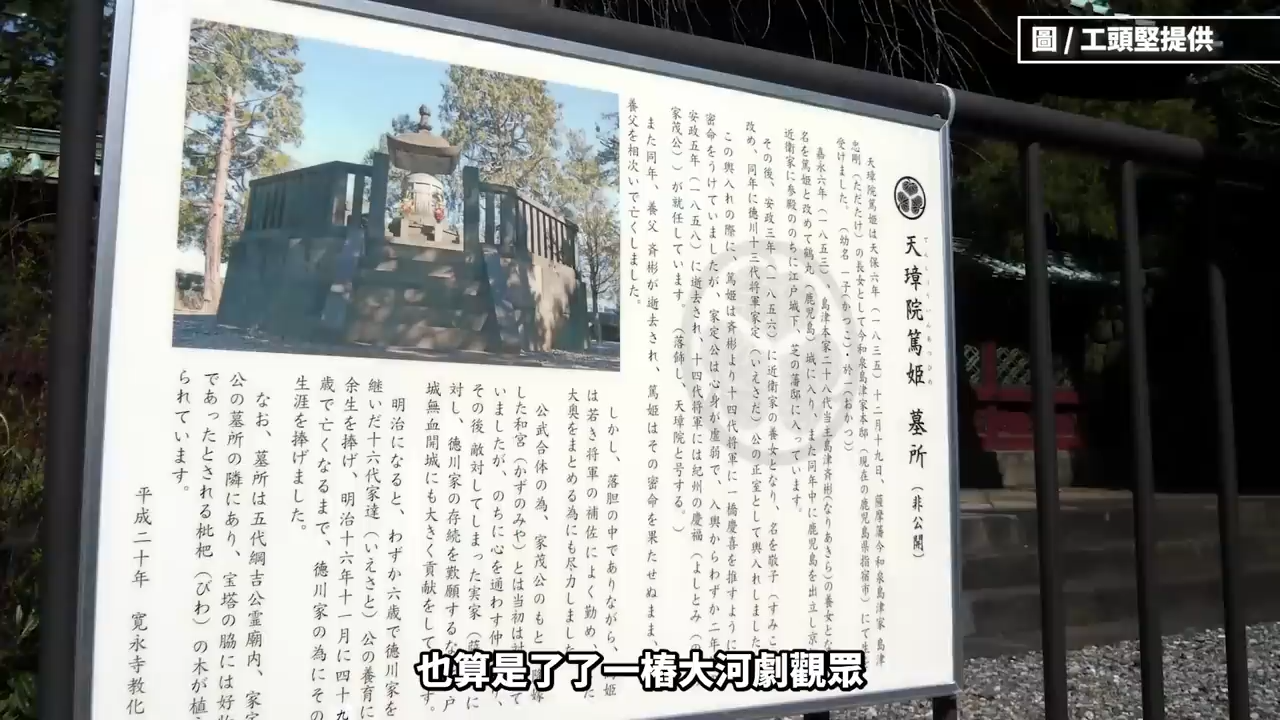 圖 / 工頭堅提供
天璋院篤姫 墓所 (非公開)
てんしょういんあつひめ
天璋院篤姫は天保六年(一八三五)十二月十九日、薩摩藩今和泉島津家 島津
忠剛(ただたけ)の長女として今和泉島津家本邸(現在の鹿児島県指宿市)にて生
受けました。(幼名 一子(かつこ)・於一(おかつ))
嘉永六年(一八五三)島津本家二十八代当主島津斉彬(なりあきら)の養女とな
名を篤姫と改めて鶴丸(鹿児島)城に入り、また同年中に鹿児島を出立し京
近衛家に参殿ののちに江戸城下、芝の藩邸に入っています。
その後、安政三年(一八五六)に近衛家の養女となり、名を敬子(すみこ
改め、同年に徳川十三代将軍家定(いえさだ)公の正室として輿入れしました
この輿入れの際に、篤姫は斉彬より十四代将軍に一橋慶喜を推すように
密命をうけていましたが、家定公は心身が虚弱で、入輿からわずか二年
安政五年(一八五八)に逝去され、十四代将軍には紀州の慶福(よしとみ の
家茂公)が就任しています。(落飾し、天璋院と号する。)
また同年、養父 斉彬が逝去され、篤姫はその密命を果たせぬまま、
養父を相次いで亡くしました。
しかし、落胆の中でありながら、 姫
は若き将軍の補佐によく勤め、 た
大奥をまとめる為にも尽力しました
公武合体の為、家茂公のもと 降嫁
した和宮(かずのみや)とは当初は て
いましたが、のちに心を通わす仲 、
その後、敵対してしまった実家(薩 に
対し、徳川家の存続を歎願するな 戸
城無血開城にも大きく貢献をして す。
明治になると、わずか六歳で徳川家を
継いだ十六代家達(いえさと)公の養育に
余生を捧げ、明治十六年十一月に四十九
歳で亡くなるまで、徳川家の為にその
生涯を捧げました。
なお、墓所は五代綱吉公霊廟内、家定
公の墓所の隣にあり、宝塔の脇には好物
であったとされる枇杷(びわ)の木が植え
られています。
平成二十年 寛永寺教化
也算是了了一樁大河劇觀眾